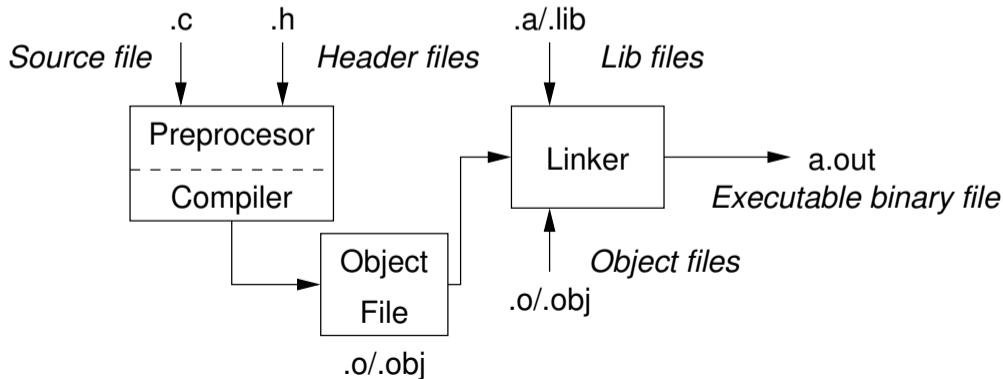 .c
.h
.a/.lib
Source file
Header files
Lib files
Preprocesor
Compiler
Linker
a.out
Executable binary file
Object
File
.o/.obj
Object files
.o/.obj